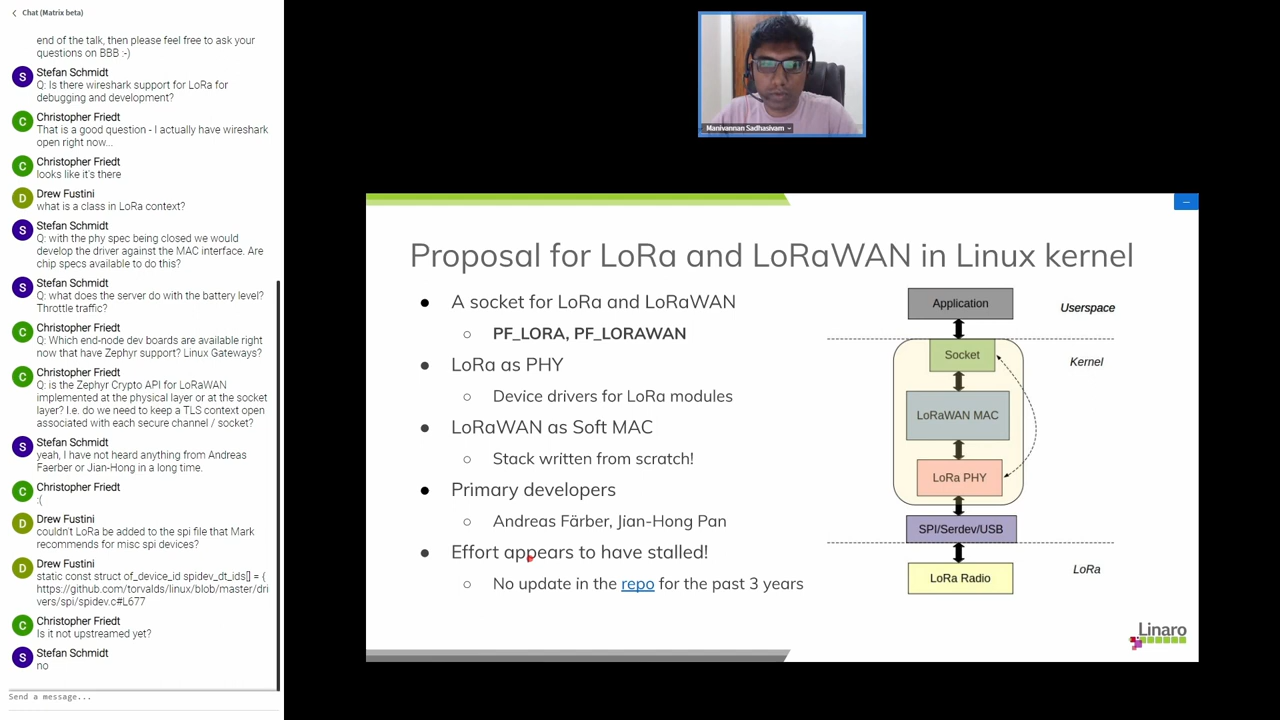 Chat (Matrix beta)
end of the talk, then please feel free to ask your
questions on BBB :-)
S
Stefan Schmidt
Q: Is there wireshark support for LoRa for
debugging and development?
C
Christopher Friedt
That is a good question - I actually have wireshark
open right now...
C
Christopher Friedt
looks like it's there
D
Drew Fustini
what is a class in LoRa context?
S
Stefan Schmidt
Q: with the phy spec being closed we would
develop the driver against the MAC interface. Are
chip specs available to do this?
S
Stefan Schmidt
Q: what does the server do with the battery level?
Throttle traffic?
C
Christopher Friedt
Q: Which end-node dev boards are available right
now that have Zephyr support? Linux Gateways?
C
Christopher Friedt
Q: is the Zephyr Crypto API for LoRaWAN
implemented at the physical layer or at the socket
layer? I.e. do we need to keep a TLS context open
associated with each secure channel / socket?
S
Stefan Schmidt
yeah, I have not heard anything from Andreas
Faerber or Jian-Hong in a long time.
C
Christopher Friedt
:(
D
Drew Fustini
couldn't LoRa be added to the spi file that Mark
recommends for misc spi devices?
D
Drew Fustini
static const struct of_device_id spidev_dt_ids[] = {
https://github.com/torvalds/linux/blob/master/dri
vers/spi/spidev.c#L677
C
Christopher Friedt
Is it not upstreamed yet?
S
Stefan Schmidt
no
Send a message...
Manivannan Sadhasivam
Proposal for LoRa and LoRaWAN in Linux kernel
● A socket for LoRa and LoRaWAN
○ PF_LORA, PF_LORAWAN
● LoRa as PHY
○ Device drivers for LoRa modules
● LoRaWAN as Soft MAC
○ Stack written from scratch!
● Primary developers
○ Andreas Färber, Jian-Hong Pan
● Effort appears to have stalled!
○ No update in the repo for the past 3 years
Application
Userspace
Socket
Kernel
LoRaWAN MAC
LoRa PHY
SPI/Serdev/USB
LoRa
LoRa Radio
Linaro